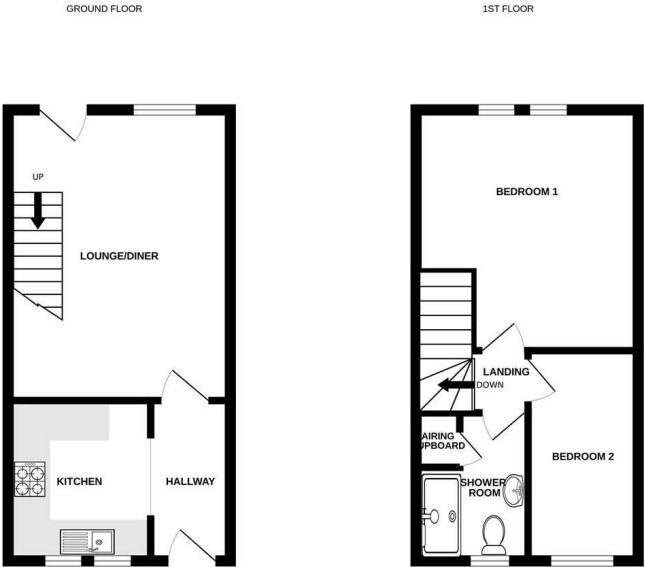 GROUND FLOOR
1ST FLOOR
UP
LOUNGE/DINER
KITCHEN
HALLWAY
BEDROOM 1
LANDING
DOWN
AIRING
UPBOARD
BEDROOM 2
SHOWER
ROOM